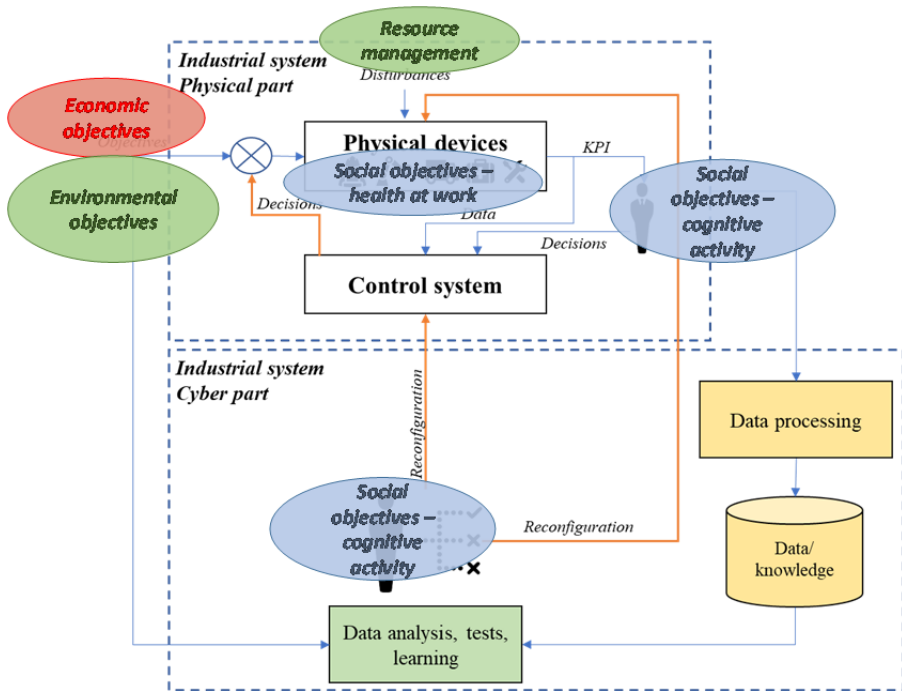 Resource
management
Industrial system
Physical part
Disturbances
Economic
objectives
Objectives
Physical devices
KPI
Social objectives –
health at work
Social
objectives –
cognitive
activity
Environmental
objectives
Decisions
Data
Decisions
Control system
Industrial system
Cyber part
Reconfiguration
Data processing
Social
objectives –
cognitive
activity
Reconfiguration
Data/
knowledge
Data analysis, tests,
learning